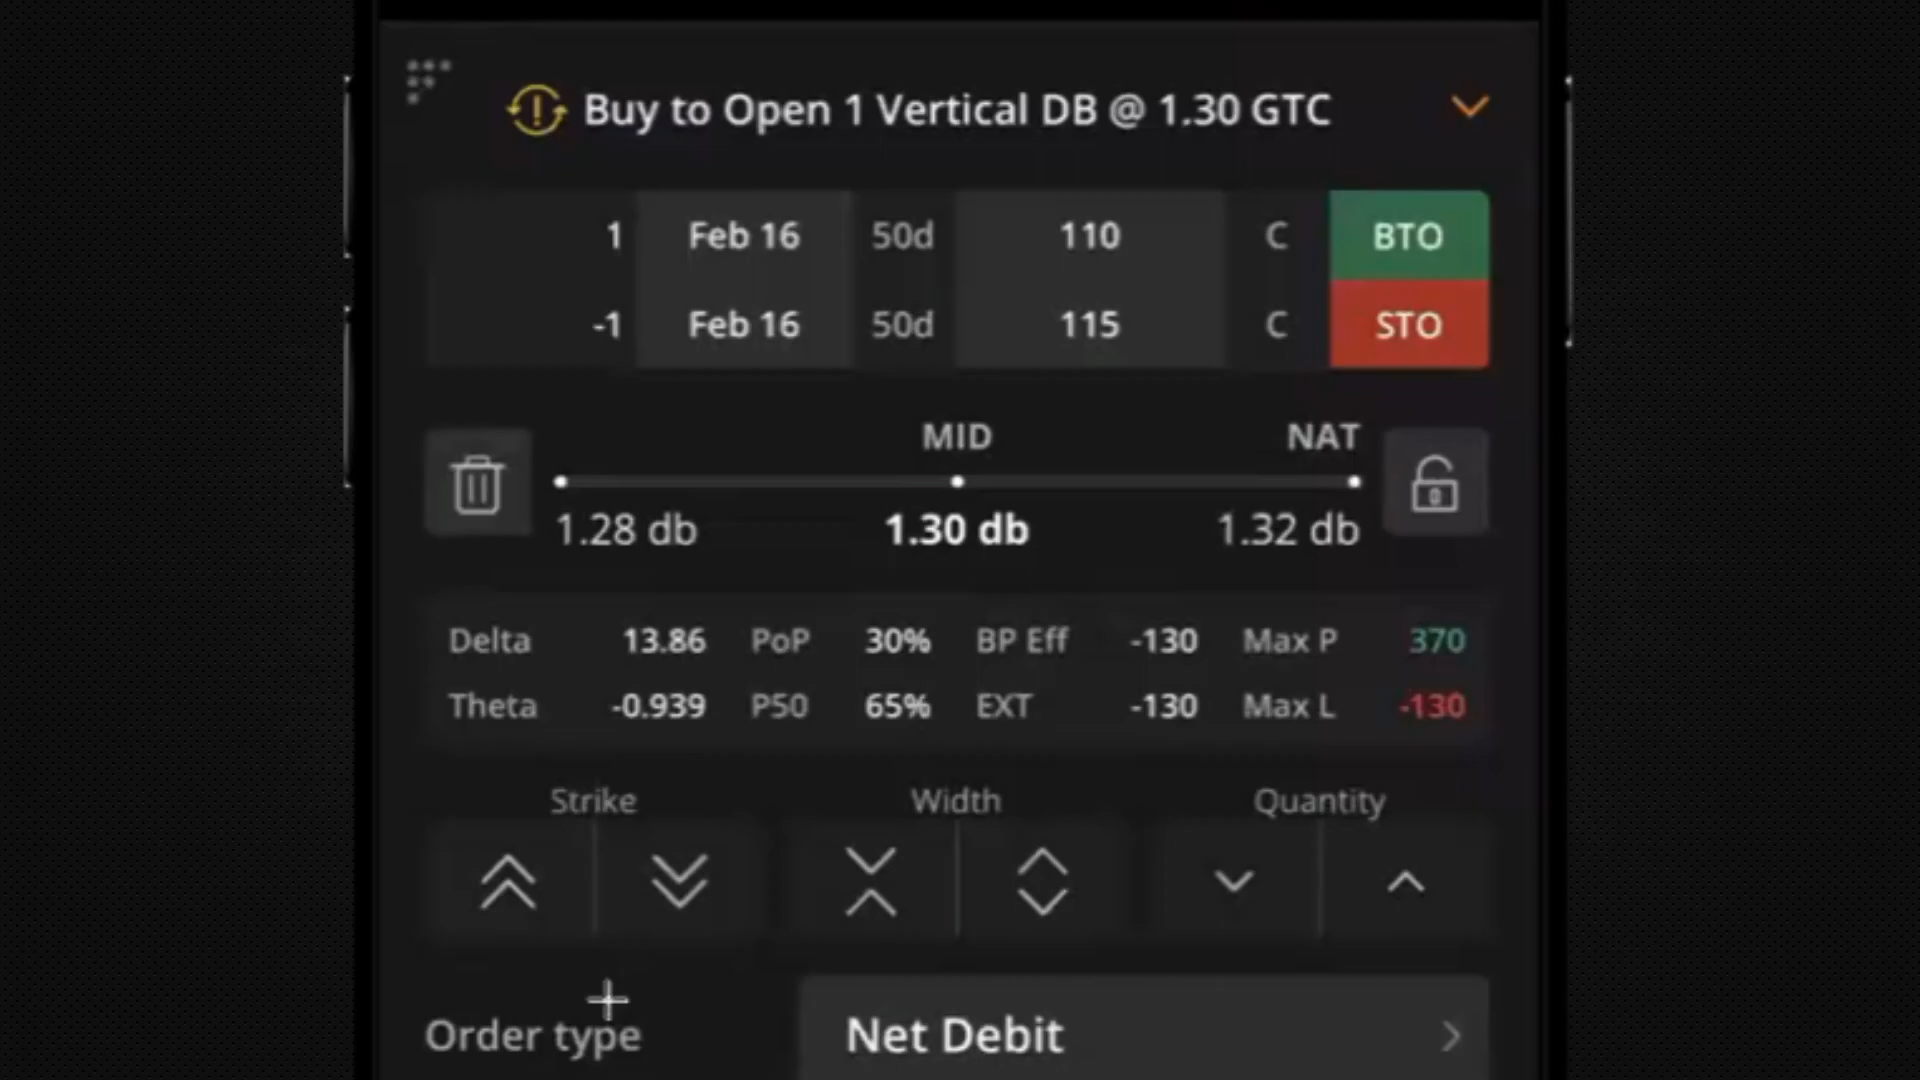 Buy to Open 1 Vertical DB @ 1.30 GTC
1 Feb 16 50d 110 C BTO
-1 Feb 16 50d 115 C STO
MID NAT
1.28 db 1.30 db 1.32 db
Delta 13.86 PoP 30% BP Eff -130 Max P 370
Theta -0.939 P50 65% EXT -130 Max L -130
Strike Width Quantity
Order type Net Debit